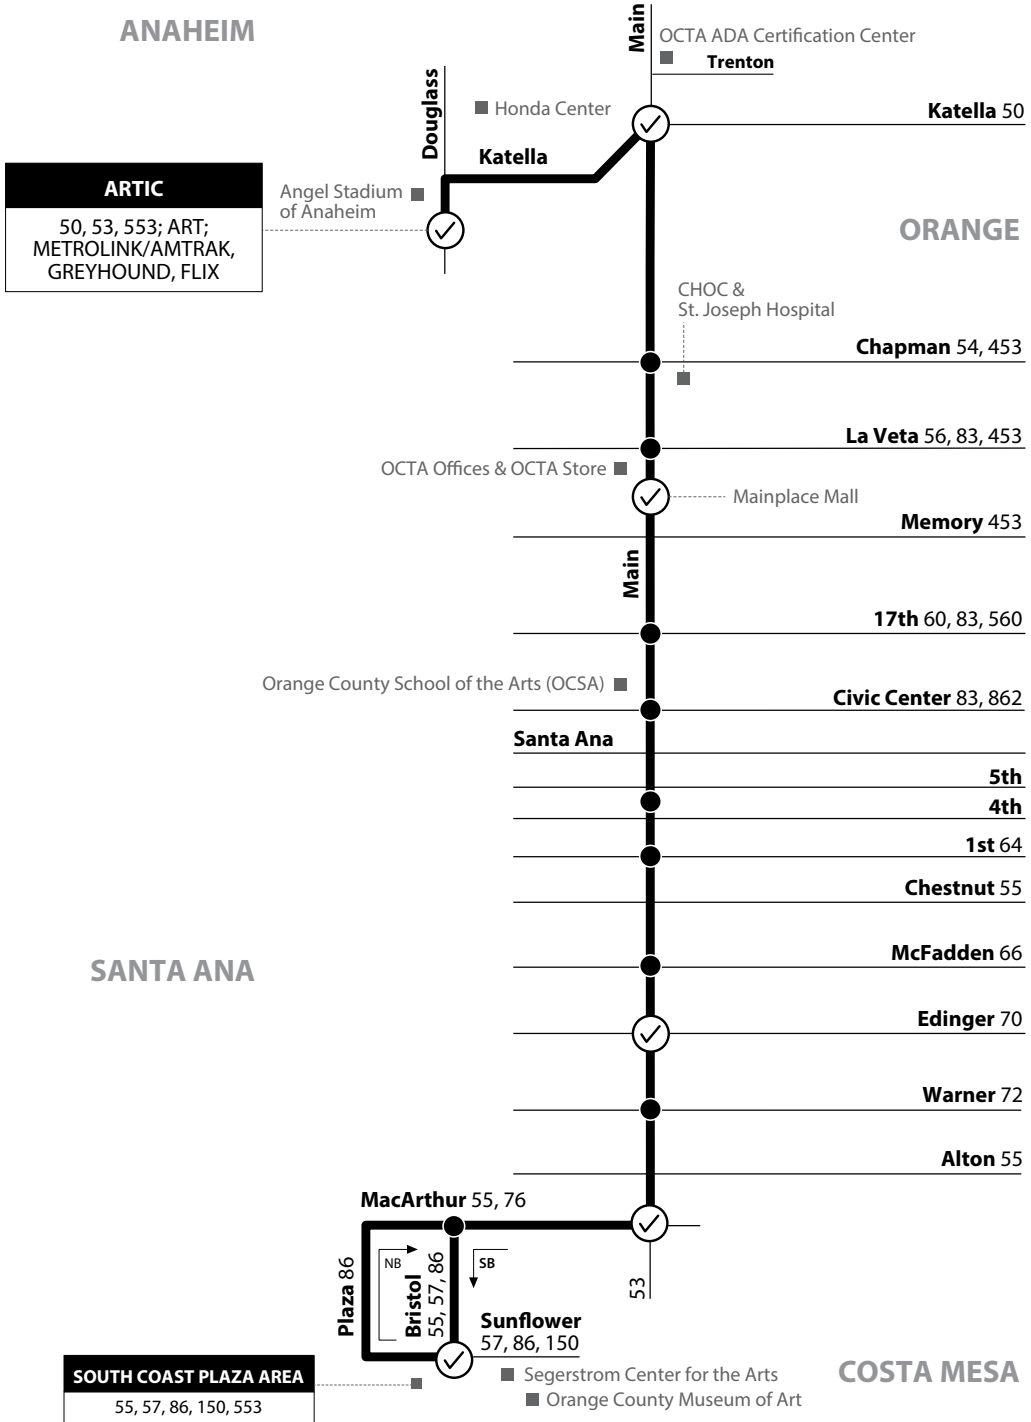 ANAHEIM
Main
OCTA ADA Certification Center
Trenton
Douglass
Honda Center
Katella 50
Katella
ARTIC
50, 53, 553; ART;
METROLINK/AMTRAK,
GREYHOUND, FLIX
Angel Stadium
of Anaheim
ORANGE
CHOC &
St. Joseph Hospital
Chapman 54, 453
La Veta 56, 83, 453
OCTA Offices & OCTA Store
Mainplace Mall
Memory 453
Main
17th 60, 83, 560
Orange County School of the Arts (OCSA)
Civic Center 83, 862
Santa Ana
5th
4th
1st 64
Chestnut 55
McFadden 66
SANTA ANA
Edinger 70
Warner 72
Alton 55
MacArthur 55, 76
Plaza 86
NB
Bristol
55, 57, 86
SB
53
Sunflower
57, 86, 150
SOUTH COAST PLAZA AREA
55, 57, 86, 150, 553
Segerstrom Center for the Arts
Orange County Museum of Art
COSTA MESA